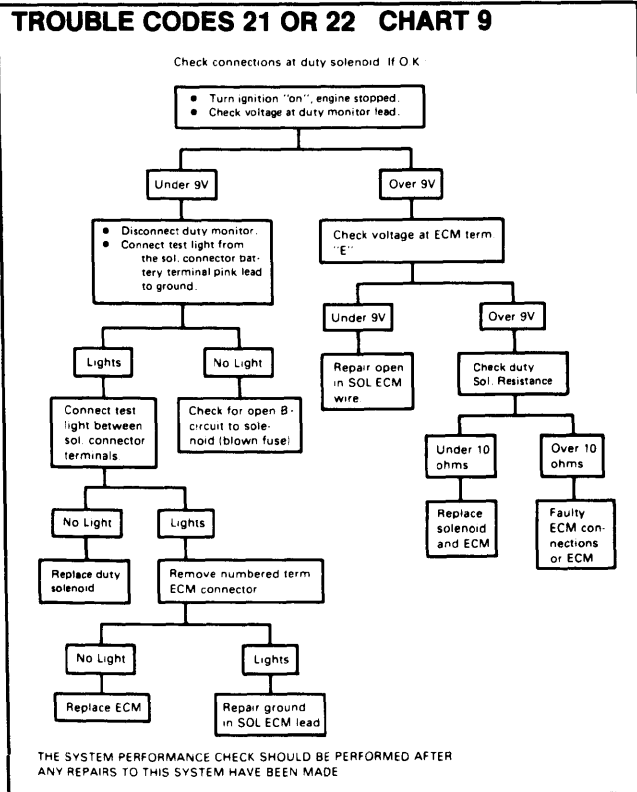 TROUBLE CODES 21 OR 22 CHART 9
Check connections at duty solenoid If O.K
• Turn ignition "on", engine stopped.
• Check voltage at duty monitor lead.
Under 9V
Over 9V
• Disconnect duty monitor.
• Connect test light from
the sol. connector bat-
tery terminal pink lead
to ground.
Check voltage at ECM term
"E"
Under 9V
Over 9V
Lights
No Light
Repair open
in SOL ECM
wire.
Check duty
Sol. Resistance
Connect test
light between
sol. connector
terminals
Check for open B-
circuit to sole-
noid (blown fuse)
Under 10
ohms
Over 10
ohms
No Light
Lights
Replace
solenoid
and ECM
Faulty
ECM con-
nections
or ECM
Replace duty
solenoid
Remove numbered term
ECM connector
No Light
Lights
Replace ECM
Repair ground
in SOL ECM lead
THE SYSTEM PERFORMANCE CHECK SHOULD BE PERFORMED AFTER
ANY REPAIRS TO THIS SYSTEM HAVE BEEN MADE